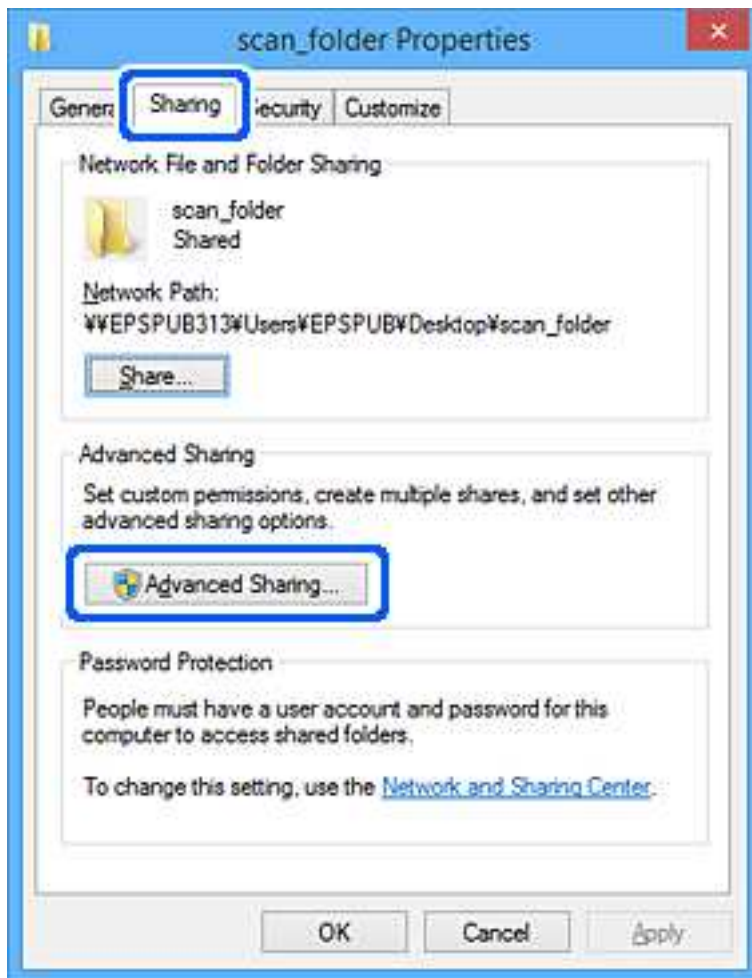 scan_folder Properties
General Sharing Security Customize
Network File and Folder Sharing
scan_folder
Shared
Network Path:
¥¥EPSPUB313¥Users¥EPSPUB¥Desktop¥scan_folder
Share...
Advanced Sharing
Set custom permissions, create multiple shares, and set other
advanced sharing options.
Advanced Sharing...
Password Protection
People must have a user account and password for this
computer to access shared folders.
To change this setting, use the Network and Sharing Center.
OK Cancel Apply